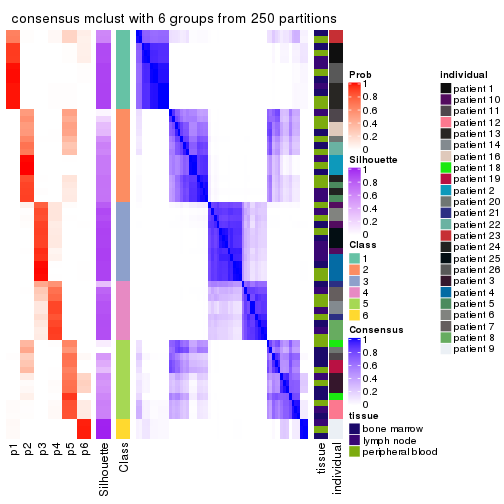 consensus mclust with 6 groups from 250 partitions
Prob
1
0.8
0.6
0.4
0.2
0
Silhouette
1
0.8
0.6
0.4
0.2
0
Class
1
2
3
4
5
6
Consensus
1
0.8
0.6
0.4
0.2
0
tissue
bone marrow
lymph node
peripheral blood
individual
patient 1
patient 10
patient 11
patient 12
patient 13
patient 14
patient 16
patient 18
patient 19
patient 2
patient 20
patient 21
patient 22
patient 23
patient 24
patient 25
patient 26
patient 3
patient 4
patient 5
patient 6
patient 7
patient 8
patient 9
p1
p2
p3
p4
p5
p6
Silhouette
Class
tissue
individual